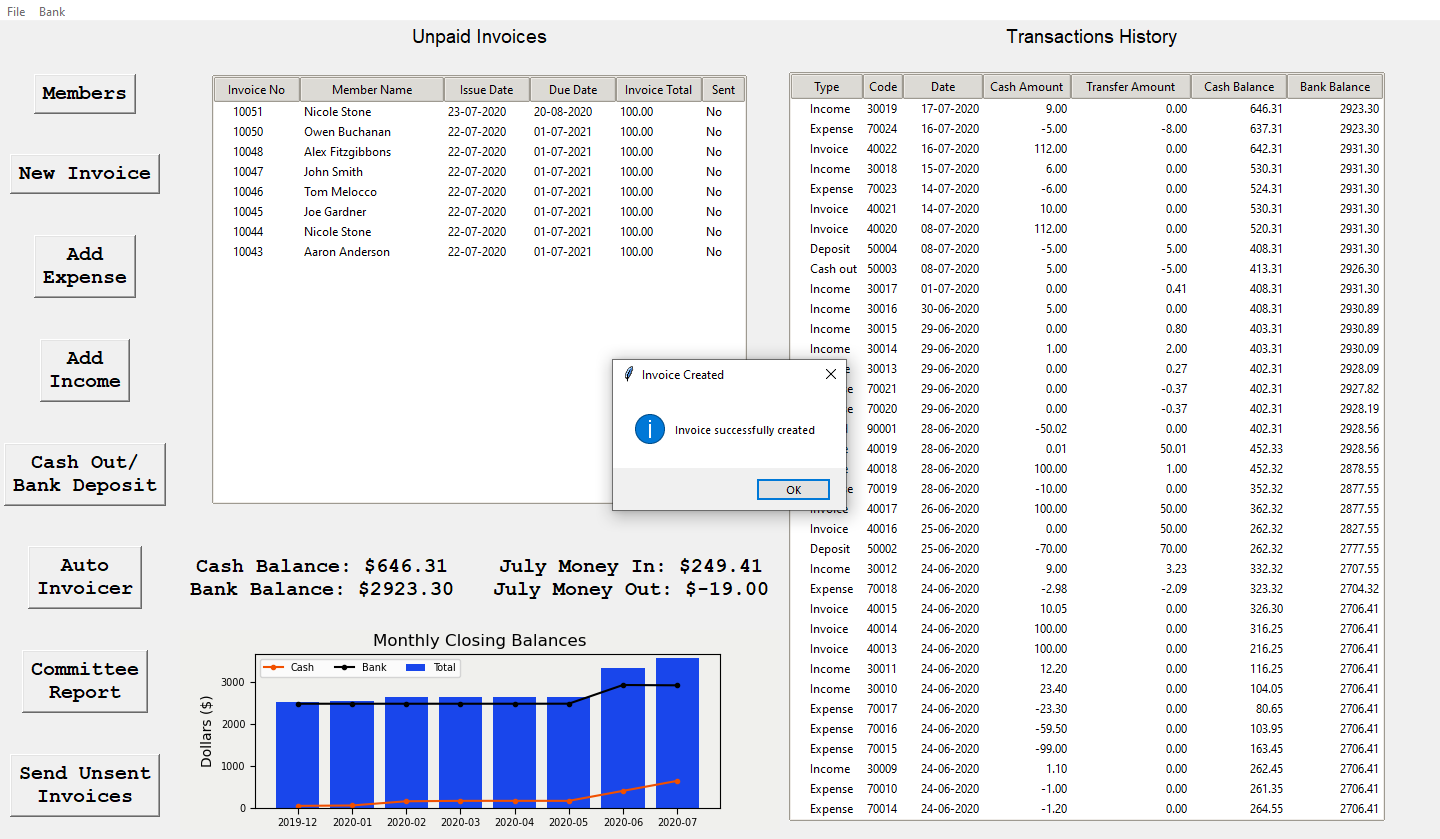 File Bank
Unpaid Invoices
Transactions History
Members
New Invoice
Add
Expense
Add
Income
Cash Out/
Bank Deposit
Auto
Invoicer
Committee
Report
Send Unsent
Invoices
Invoice No Member Name Issue Date Due Date Invoice Total Sent
10051 Nicole Stone 23-07-2020 20-08-2020 100.00 No
10050 Owen Buchanan 22-07-2020 01-07-2021 100.00 No
10048 Alex Fitzgibbons 22-07-2020 01-07-2021 100.00 No
10047 John Smith 22-07-2020 01-07-2021 100.00 No
10046 Tom Melocco 22-07-2020 01-07-2021 100.00 No
10045 Joe Gardner 22-07-2020 01-07-2021 100.00 No
10044 Nicole Stone 22-07-2020 01-07-2021 100.00 No
10043 Aaron Anderson 22-07-2020 01-07-2021 100.00 No
Invoice Created
Invoice successfully created
OK
Cash Balance: $646.31 July Money In: $249.41
Bank Balance: $2923.30 July Money Out: $-19.00
Monthly Closing Balances
Cash Bank Total
Dollars ($)
3000
2000
1000
0
2019-12 2020-01 2020-02 2020-03 2020-04 2020-05 2020-06 2020-07
Type Code Date Cash Amount Transfer Amount Cash Balance Bank Balance
Income 30019 17-07-2020 9.00 0.00 646.31 2923.30
Expense 70024 16-07-2020 -5.00 -8.00 637.31 2923.30
Invoice 40022 16-07-2020 112.00 0.00 642.31 2931.30
Income 30018 15-07-2020 6.00 0.00 530.31 2931.30
Expense 70023 14-07-2020 -6.00 0.00 524.31 2931.30
Invoice 40021 14-07-2020 10.00 0.00 530.31 2931.30
Invoice 40020 08-07-2020 112.00 0.00 520.31 2931.30
Deposit 50004 08-07-2020 -5.00 5.00 408.31 2931.30
Cash out 50003 08-07-2020 5.00 -5.00 413.31 2926.30
Income 30017 01-07-2020 0.00 0.41 408.31 2931.30
Income 30016 30-06-2020 5.00 0.00 408.31 2930.89
Income 30015 29-06-2020 0.00 0.80 403.31 2930.89
Income 30014 29-06-2020 1.00 2.00 403.31 2930.09
30013 29-06-2020 0.00 0.27 402.31 2928.09
70021 29-06-2020 0.00 -0.37 402.31 2927.82
70020 29-06-2020 0.00 -0.37 402.31 2928.19
90001 28-06-2020 -50.02 0.00 402.31 2928.56
40019 28-06-2020 0.01 50.01 452.33 2928.56
40018 28-06-2020 100.00 1.00 452.32 2878.55
70019 28-06-2020 -10.00 0.00 352.32 2877.55
Invoice 40017 26-06-2020 100.00 50.00 362.32 2877.55
Invoice 40016 25-06-2020 0.00 50.00 262.32 2827.55
Deposit 50002 25-06-2020 -70.00 70.00 262.32 2777.55
Income 30012 24-06-2020 9.00 3.23 332.32 2707.55
Expense 70018 24-06-2020 -2.98 -2.09 323.32 2704.32
Invoice 40015 24-06-2020 10.05 0.00 326.30 2706.41
Invoice 40014 24-06-2020 100.00 0.00 316.25 2706.41
Invoice 40013 24-06-2020 100.00 0.00 216.25 2706.41
Income 30011 24-06-2020 12.20 0.00 116.25 2706.41
Income 30010 24-06-2020 23.40 0.00 104.05 2706.41
Expense 70017 24-06-2020 -23.30 0.00 80.65 2706.41
Expense 70016 24-06-2020 -59.50 0.00 103.95 2706.41
Expense 70015 24-06-2020 -99.00 0.00 163.45 2706.41
Income 30009 24-06-2020 1.10 0.00 262.45 2706.41
Expense 70010 24-06-2020 -1.00 0.00 261.35 2706.41
Expense 70014 24-06-2020 -1.20 0.00 264.55 2706.41